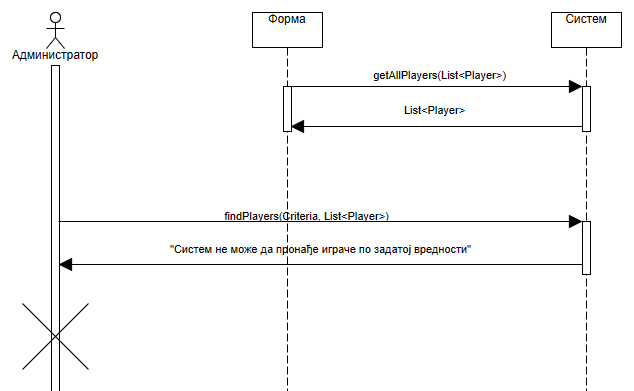 Администратор
Форма
Систем
getAllPlayers(List<Player>)
List<Player>
findPlayers(Criteria, List<Player>)
"Систем не може да пронађе играче по задатој вредности"